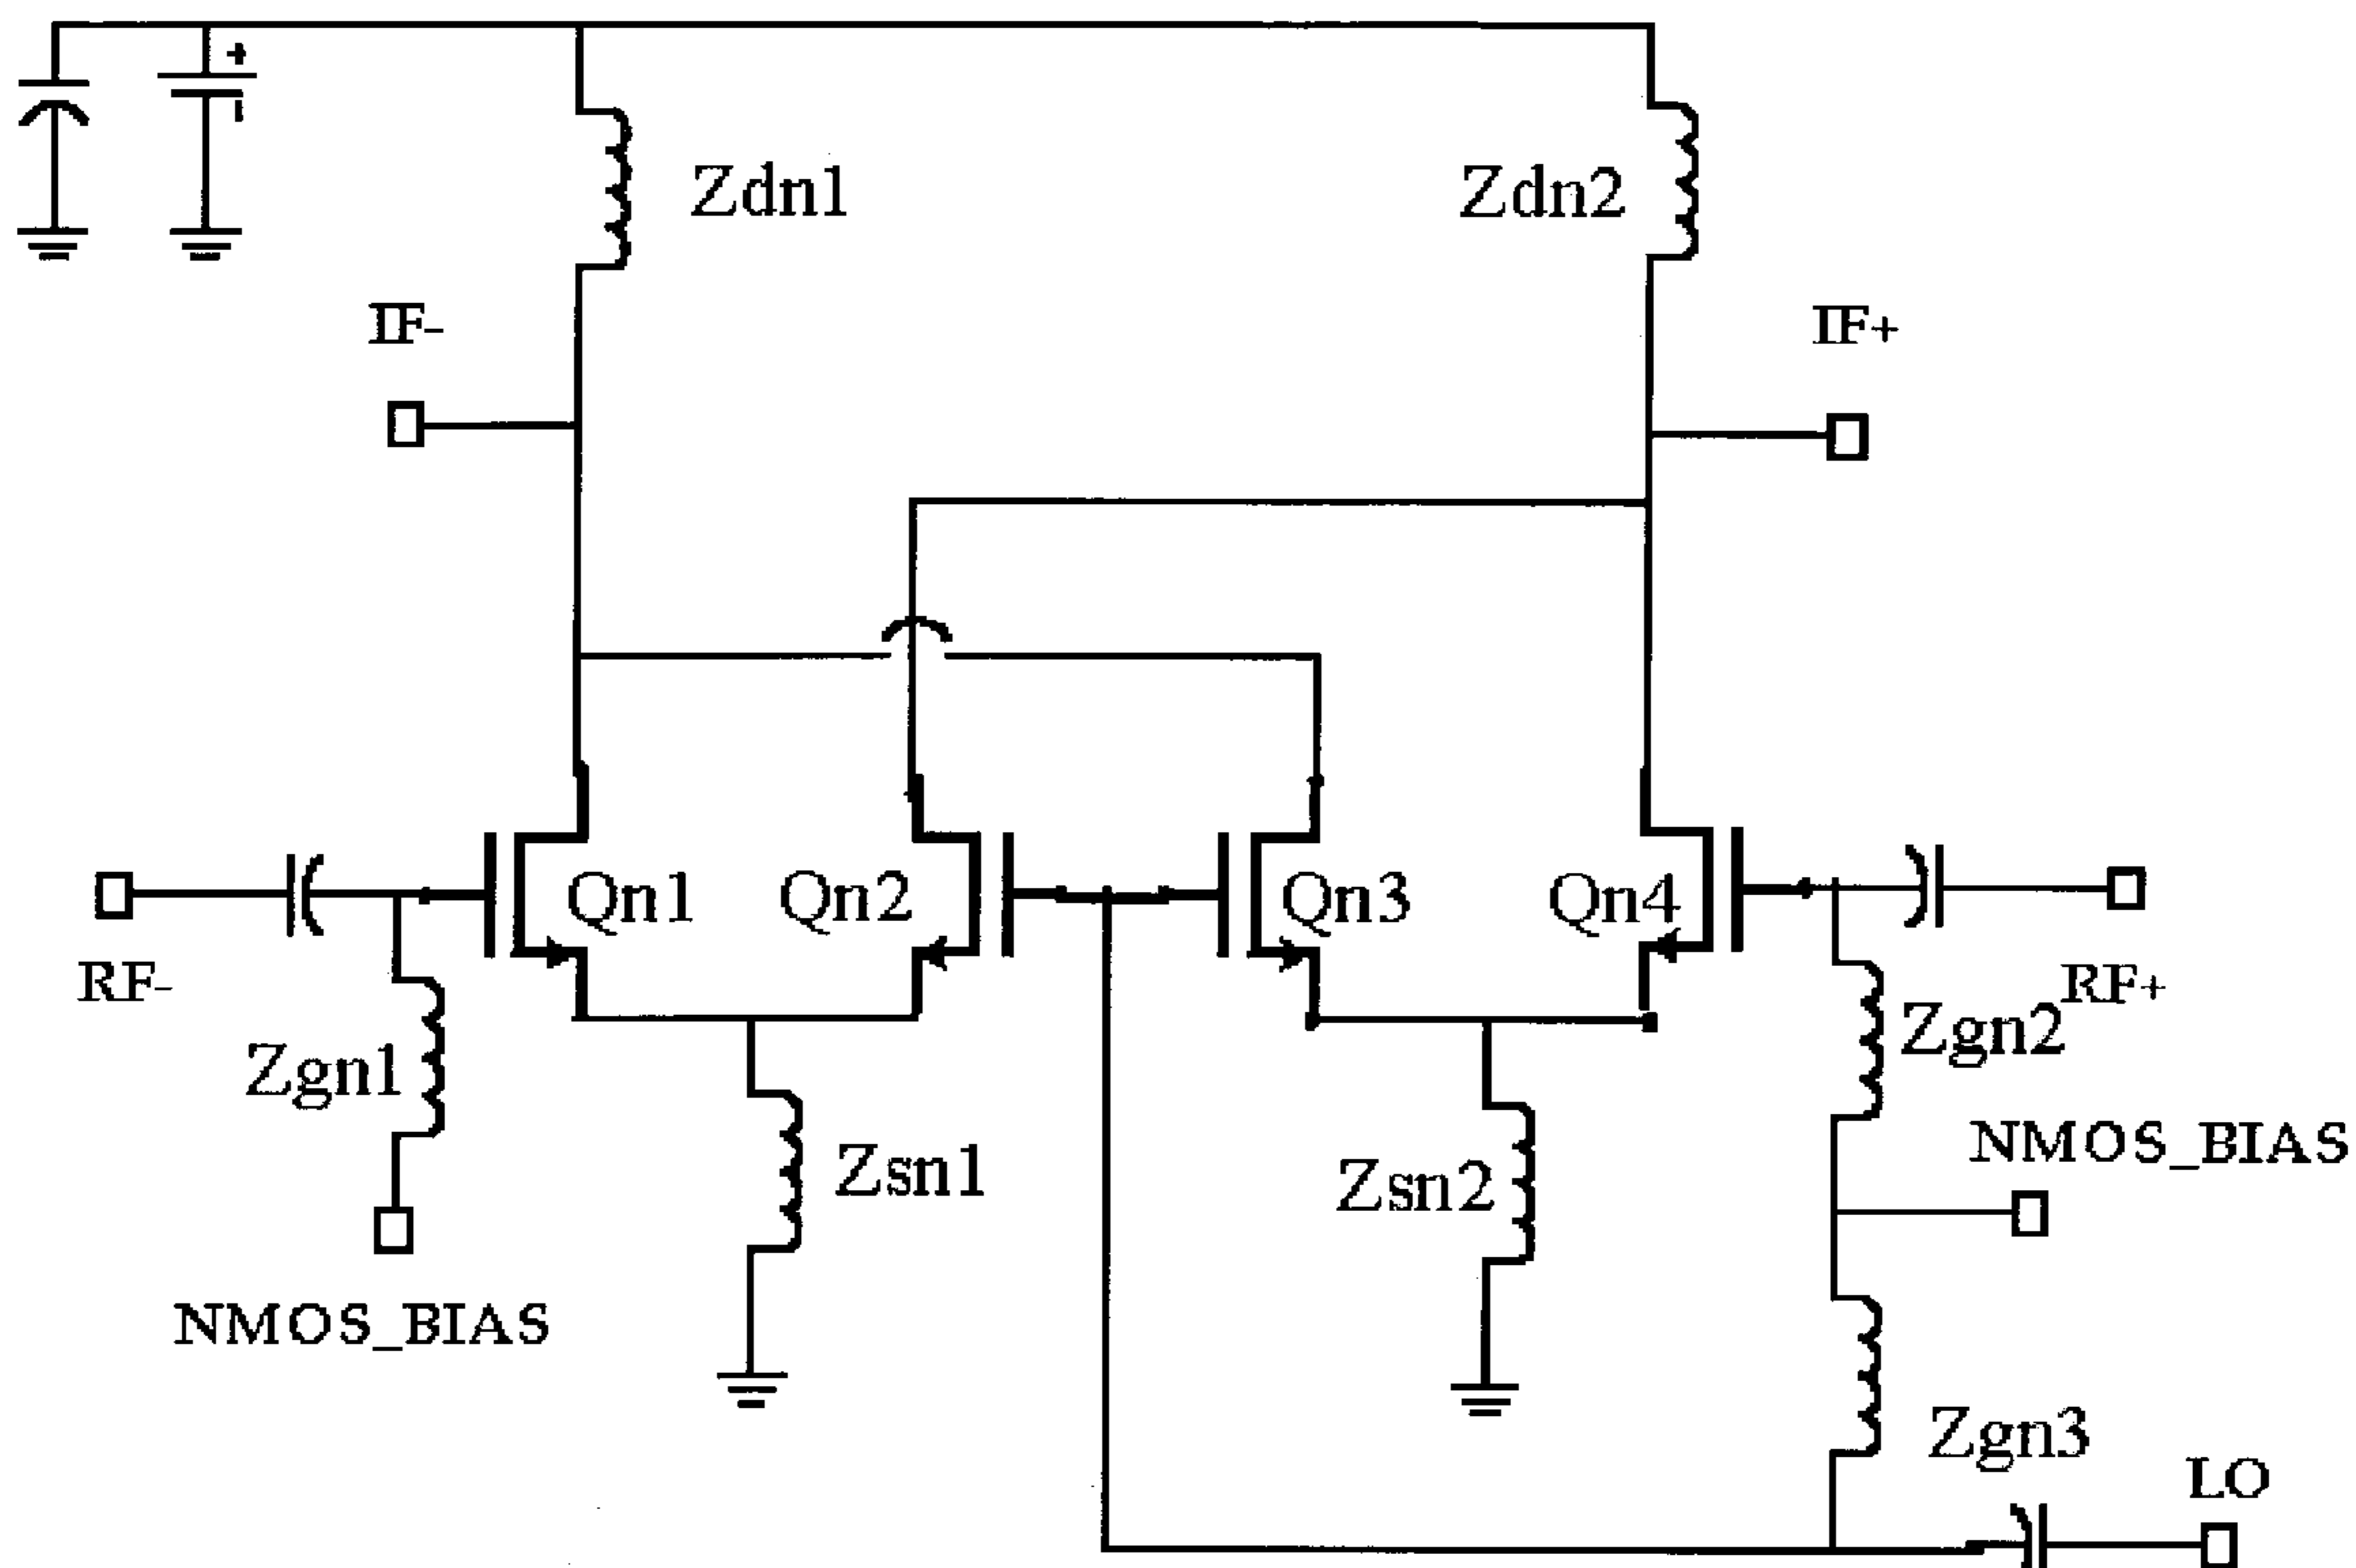 +
-
Zdn1
Zdn2
IF-
IF+
Qn1
Qn2
Qn3
Qn4
RF-
RF+
Zgn1
Zgn2
Zsn1
Zsn2
NMOS_BIAS
NMOS_BIAS
Zgn3
LO